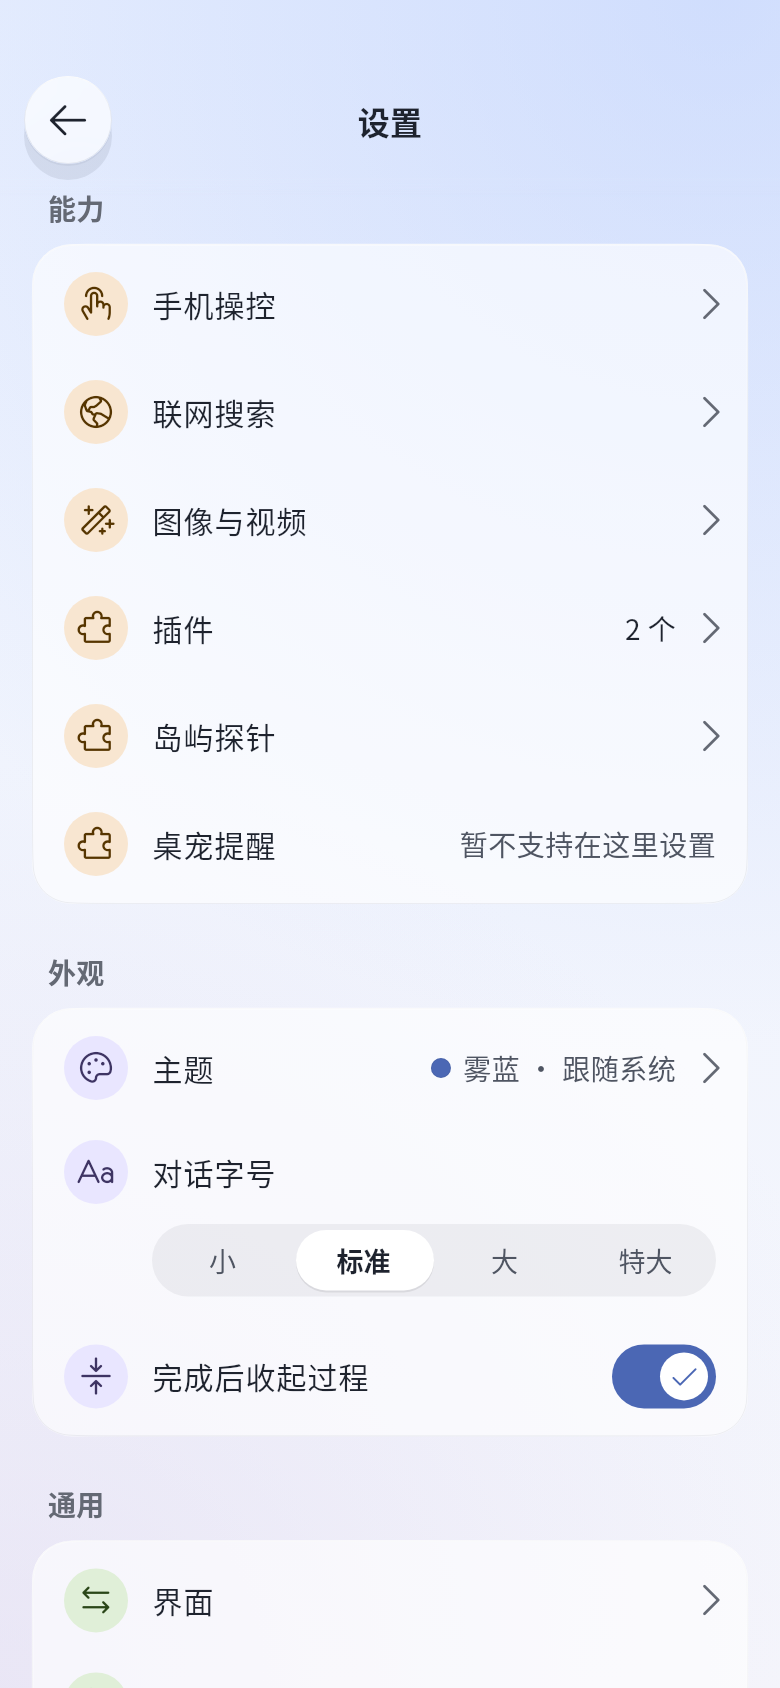 设置
能力
手机操控
联网搜索
图像与视频
插件 2 个
岛屿探针
桌宠提醒 暂不支持在这里设置
外观
主题 雾蓝 · 跟随系统
Aa 对话字号
小 标准 大 特大
完成后收起过程
通用
界面